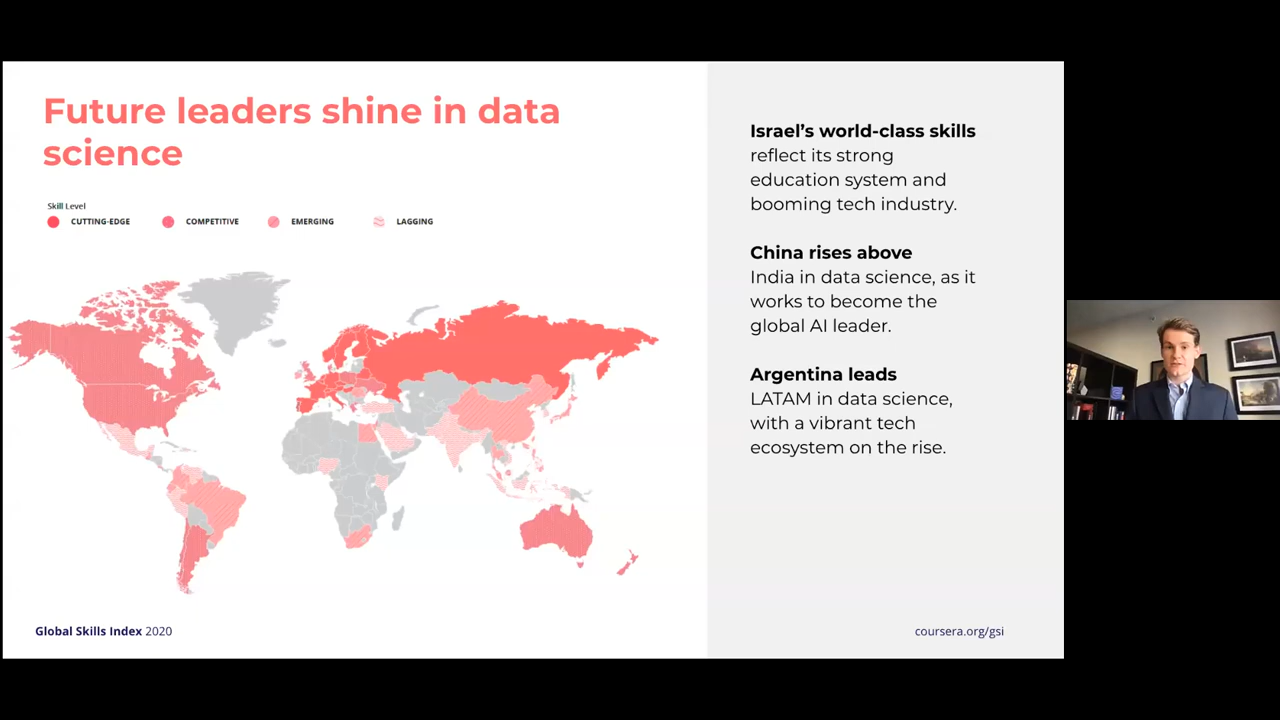 Future leaders shine in data
science
Skill Level
CUTTING-EDGE
COMPETITIVE
EMERGING
LAGGING
Israel's world-class skills
reflect its strong
education system and
booming tech industry.
China rises above
India in data science, as it
works to become the
global AI leader.
Argentina leads
LATAM in data science,
with a vibrant tech
ecosystem on the rise.
Global Skills Index 2020
coursera.org/gsi